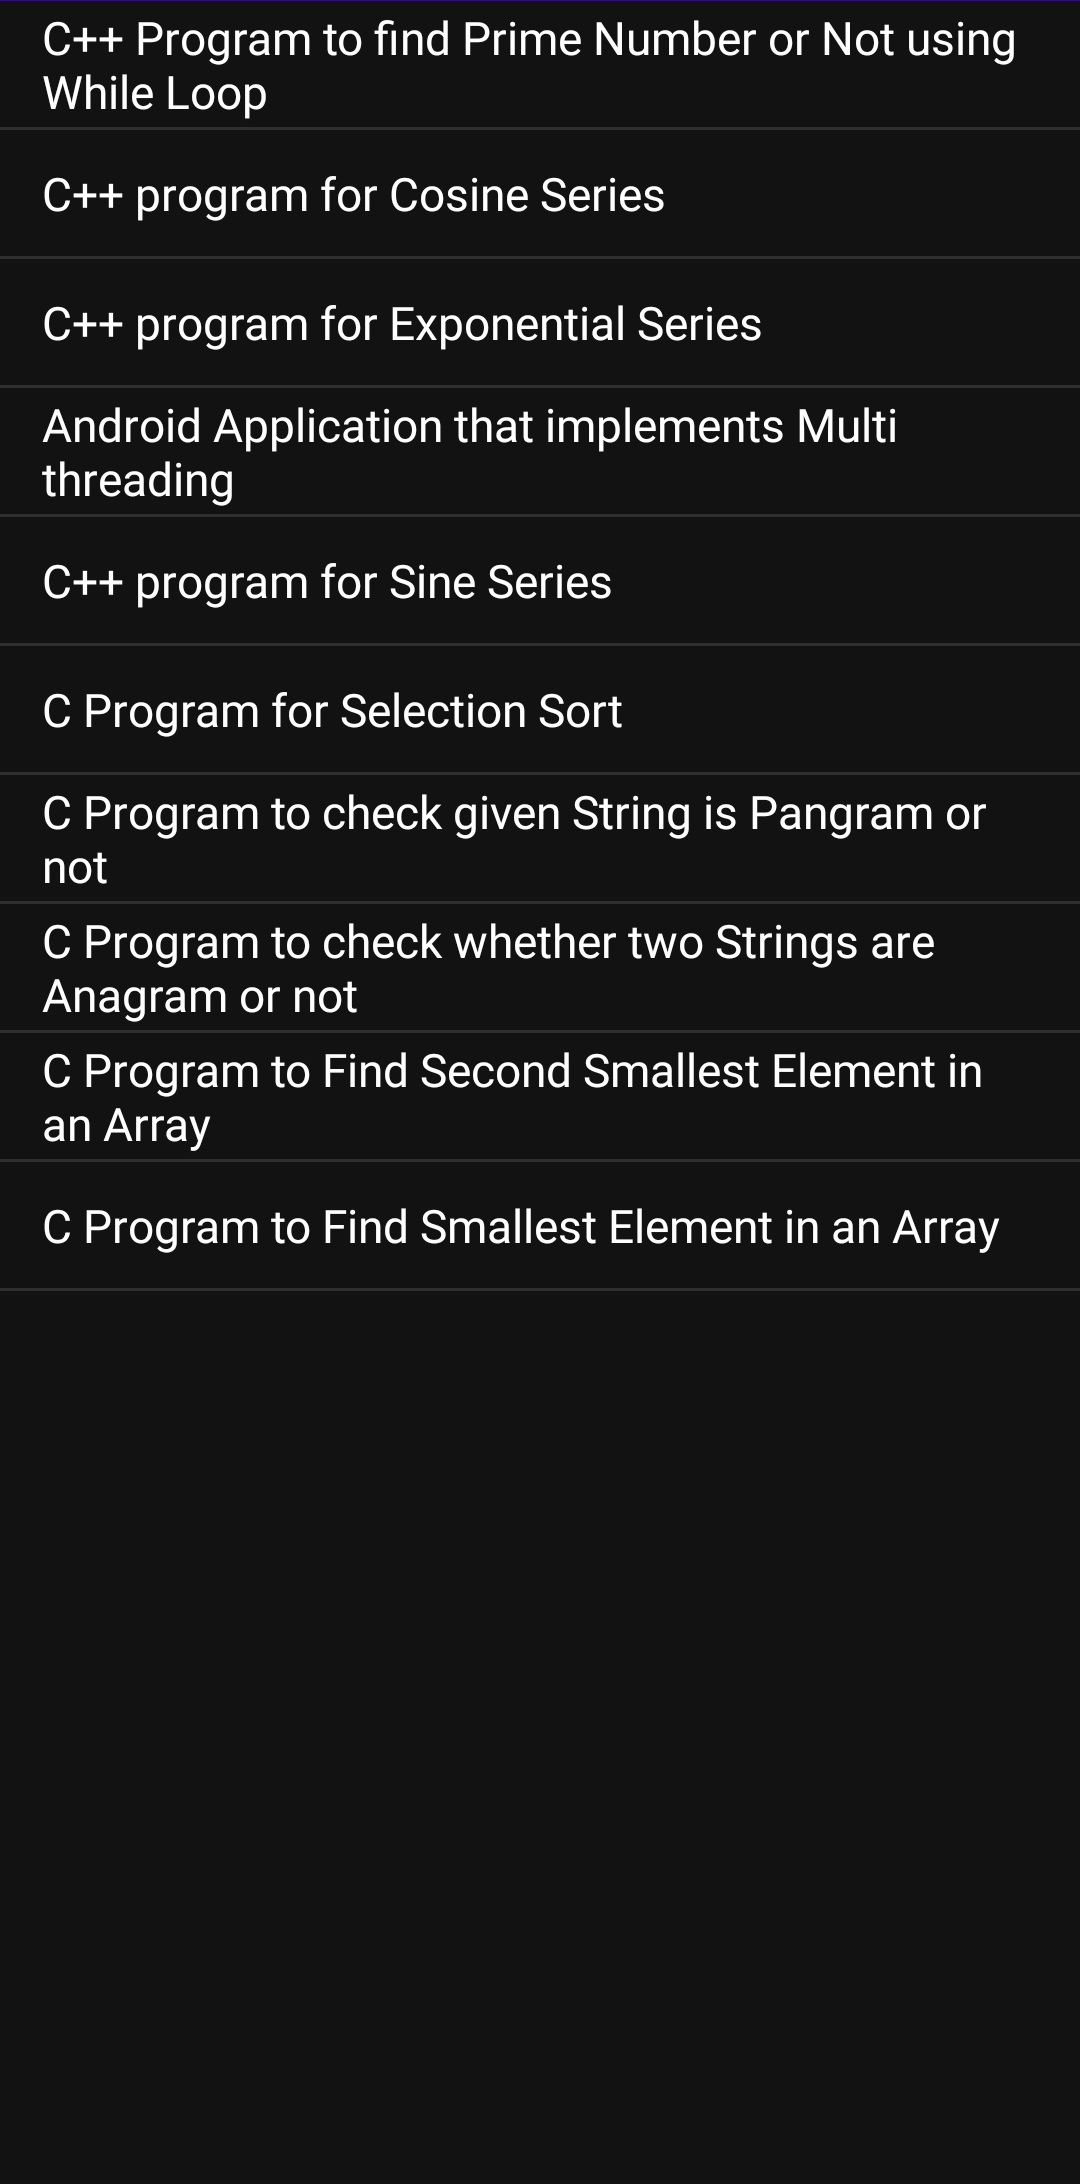 C++ Program to find Prime Number or Not using
While Loop
C++ program for Cosine Series
C++ program for Exponential Series
Android Application that implements Multi
threading
C++ program for Sine Series
C Program for Selection Sort
C Program to check given String is Pangram or
not
C Program to check whether two Strings are
Anagram or not
C Program to Find Second Smallest Element in
an Array
C Program to Find Smallest Element in an Array